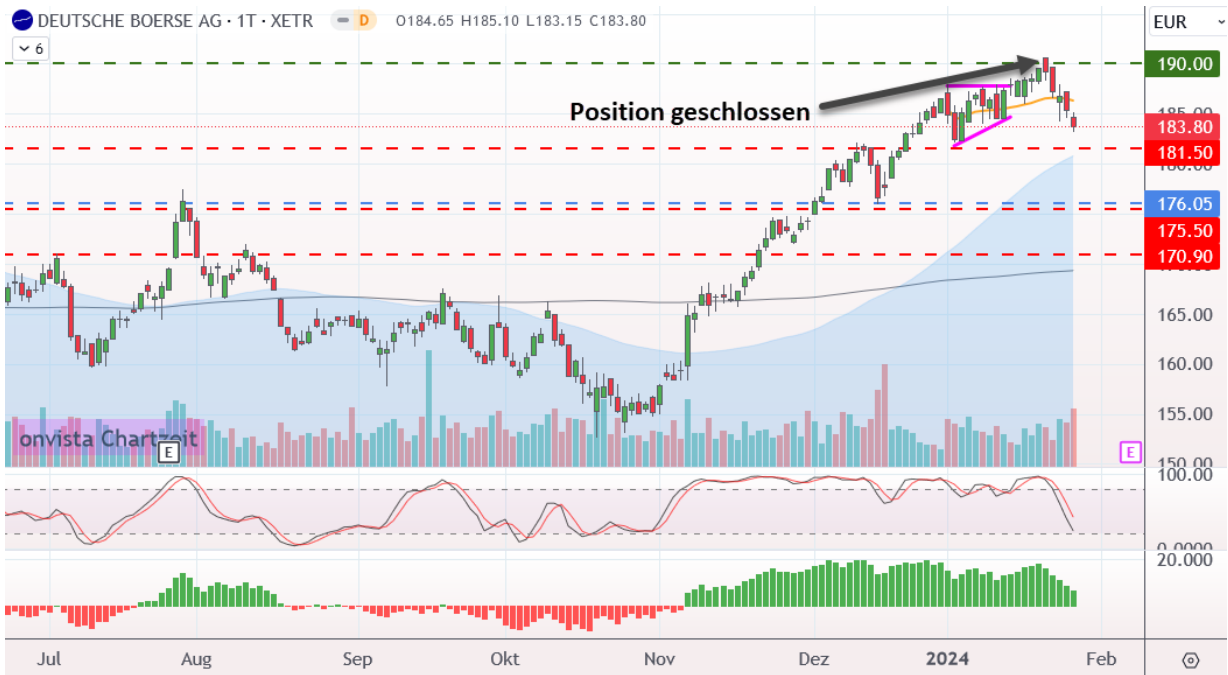 DEUTSCHE BOERSE AG · 1T · XETR D O184.65 H185.10 L183.15 C183.80
EUR
6
190.00
Position geschlossen
185.00
183.80
181.50
180.00
176.05
175.50
170.90
165.00
160.00
155.00
onvista Chartzeit
E
E
150.00
100.00
0.0000
20.000
Jul Aug Sep Okt Nov Dez 2024 Feb